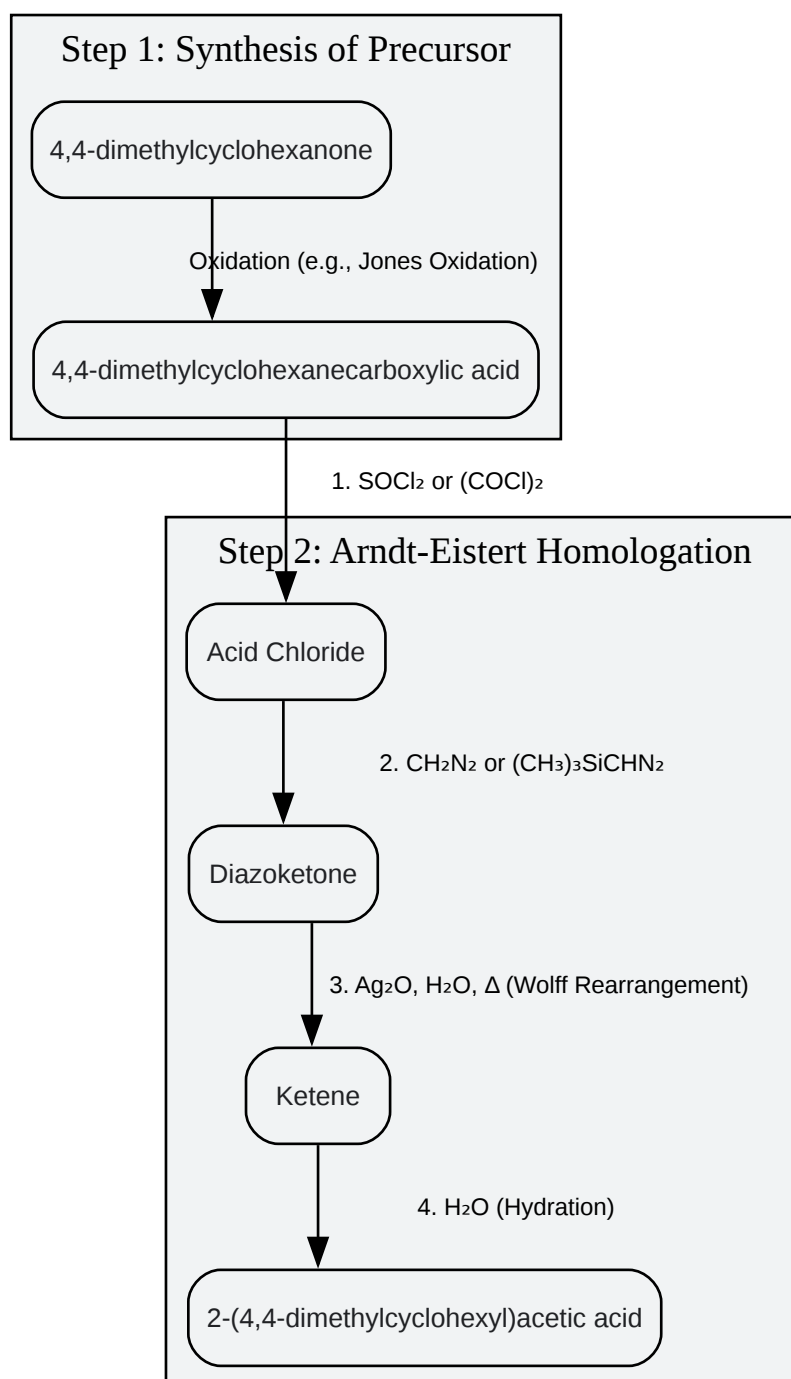 Step 1: Synthesis of Precursor
4,4-dimethylcyclohexanone
Oxidation (e.g., Jones Oxidation)
4,4-dimethylcyclohexanecarboxylic acid
1. SOCl₂ or (COCl)₂
Step 2: Arndt-Eistert Homologation
Acid Chloride
2. CH₂N₂ or (CH₃)₃SiCHN₂
Diazoketone
3. Ag₂O, H₂O, Δ (Wolff Rearrangement)
Ketene
4. H₂O (Hydration)
2-(4,4-dimethylcyclohexyl)acetic acid